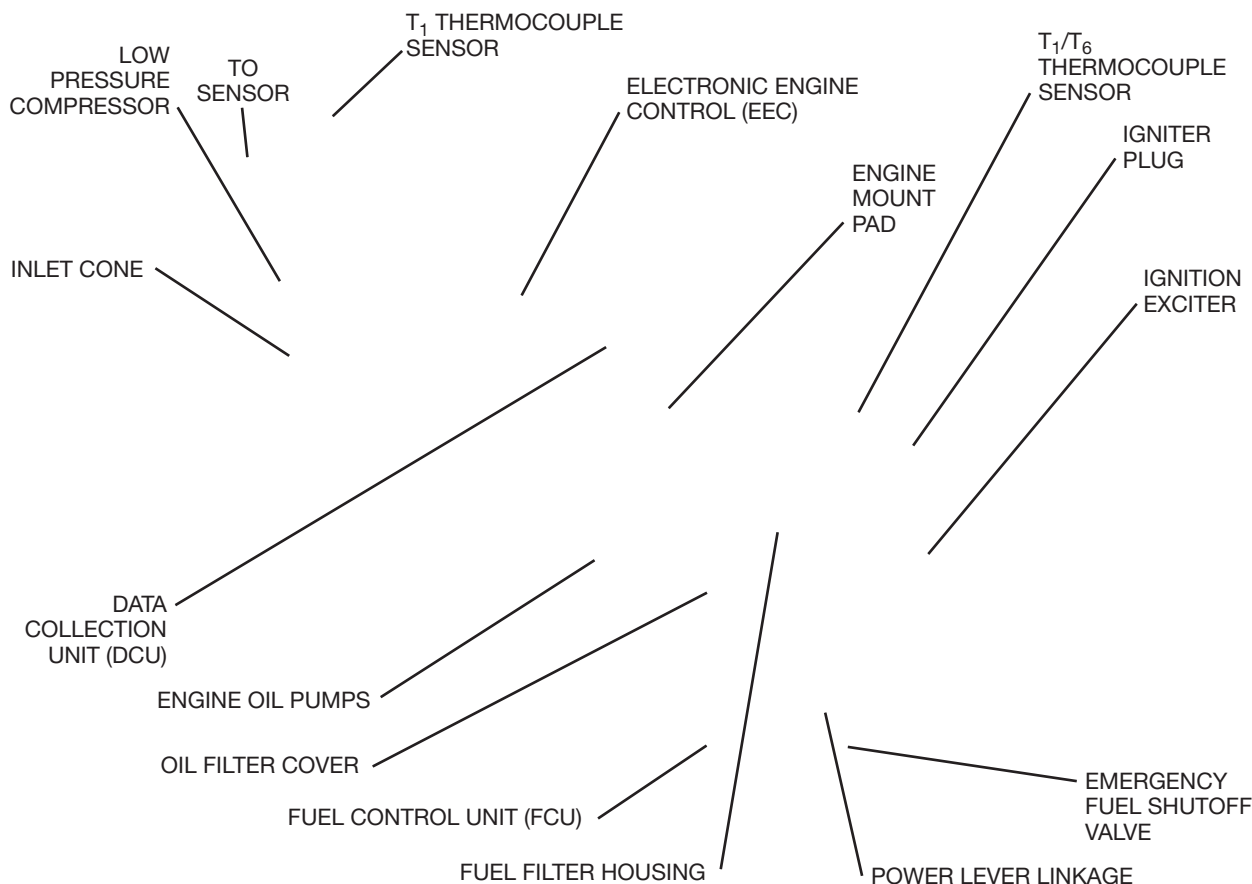 T1 THERMOCOUPLE
SENSOR
LOW
PRESSURE
COMPRESSOR
TO
SENSOR
ELECTRONIC ENGINE
CONTROL (EEC)
T1/T6
THERMOCOUPLE
SENSOR
IGNITER
PLUG
ENGINE
MOUNT
PAD
INLET CONE
IGNITION
EXCITER
DATA
COLLECTION
UNIT (DCU)
ENGINE OIL PUMPS
OIL FILTER COVER
FUEL CONTROL UNIT (FCU)
FUEL FILTER HOUSING
POWER LEVER LINKAGE
EMERGENCY
FUEL SHUTOFF
VALVE